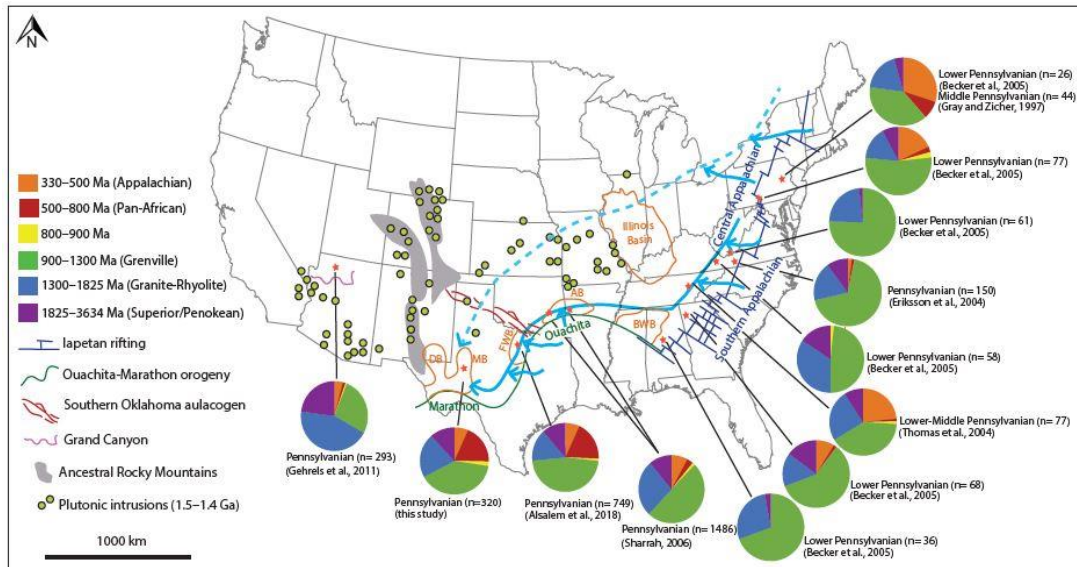 N
330–500 Ma (Appalachian)
500–800 Ma (Pan-African)
800–900 Ma
900–1300 Ma (Grenville)
1300–1825 Ma (Granite-Rhyolite)
1825–3634 Ma (Superior/Penokean)
Iapetan rifting
Ouachita-Marathon orogeny
Southern Oklahoma aulacogen
Grand Canyon
Ancestral Rocky Mountains
Plutonic intrusions (1.5–1.4 Ga)
1000 km
Illinois
Basin
Central Appalachian
Southern Appalachian
AB
BWB
FWB
Ouachita
DB
MB
Marathon
Lower Pennsylvanian (n= 26)
(Becker et al., 2005)
Middle Pennsylvanian (n= 44)
(Gray and Zicher, 1997)
Lower Pennsylvanian (n= 77)
(Becker et al., 2005)
Lower Pennsylvanian (n= 61)
(Becker et al., 2005)
Pennsylvanian (n= 150)
(Eriksson et al., 2004)
Lower Pennsylvanian (n= 58)
(Becker et al., 2005)
Lower-Middle Pennsylvanian (n= 77)
(Thomas et al., 2004)
Lower Pennsylvanian (n= 68)
(Becker et al., 2005)
Lower Pennsylvanian (n= 36)
(Becker et al., 2005)
Pennsylvanian (n= 1486)
(Sharrah, 2006)
Pennsylvanian (n= 749)
(Alsalem et al., 2018)
Pennsylvanian (n=320)
(this study)
Pennsylvanian (n= 293)
(Gehrels et al., 2011)